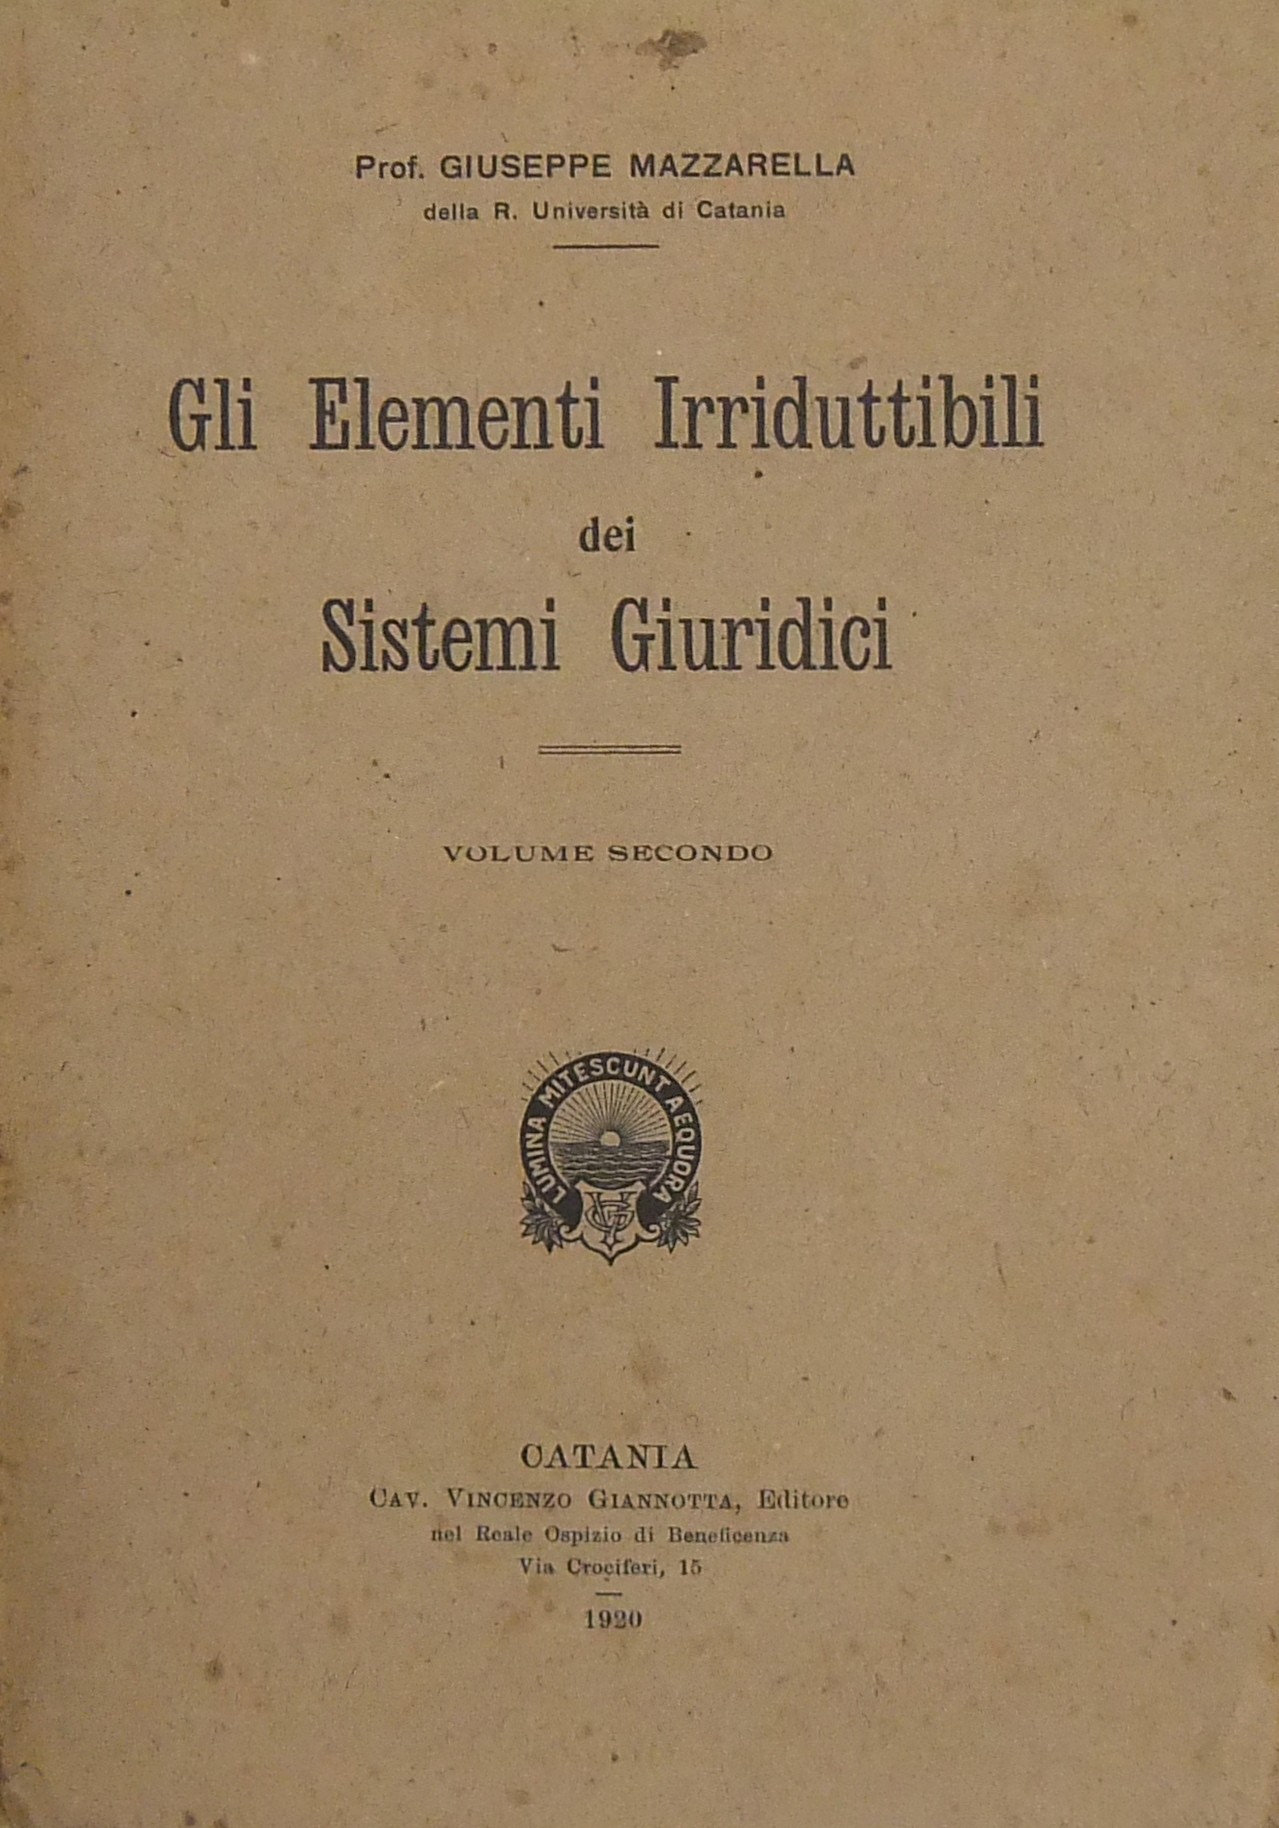 Prof. GIUSEPPE MAZZARELLA
della R. Università di Catania
Gli Elementi Irriduttibili
dei
Sistemi Giuridici
VOLUME SECONDO
LUMINA MITESCUNT AEQUORA
VG
CATANIA
CAV. VINCENZO GIANNOTTA, Editore
nel Reale Ospizio di Beneficenza
Via Crociferi, 15
1920